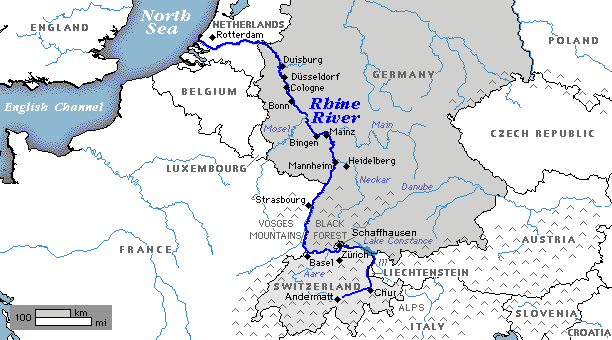 North
Sea
NETHERLANDS
Rotterdam
ENGLAND
POLAND
Duisburg
Düsseldorf
Cologne
GERMANY
BELGIUM
Bonn
English Channel
Rhine
River
Mosel
Main
Mainz
Bingen
CZECH REPUBLIC
Mannheim
Heidelberg
LUXEMBOURG
Neckar
Danube
Strasbourg
VOSGES
MOUNTAINS
BLACK
FOREST
Schaffhausen
Lake Constance
AUSTRIA
FRANCE
Basel
Zürich
Ill
Aare
LIECHTENSTEIN
SWITZERLAND
Chur
Andermatt
ALPS
ITALY
SLOVENIA
CROATIA
100 km
mi